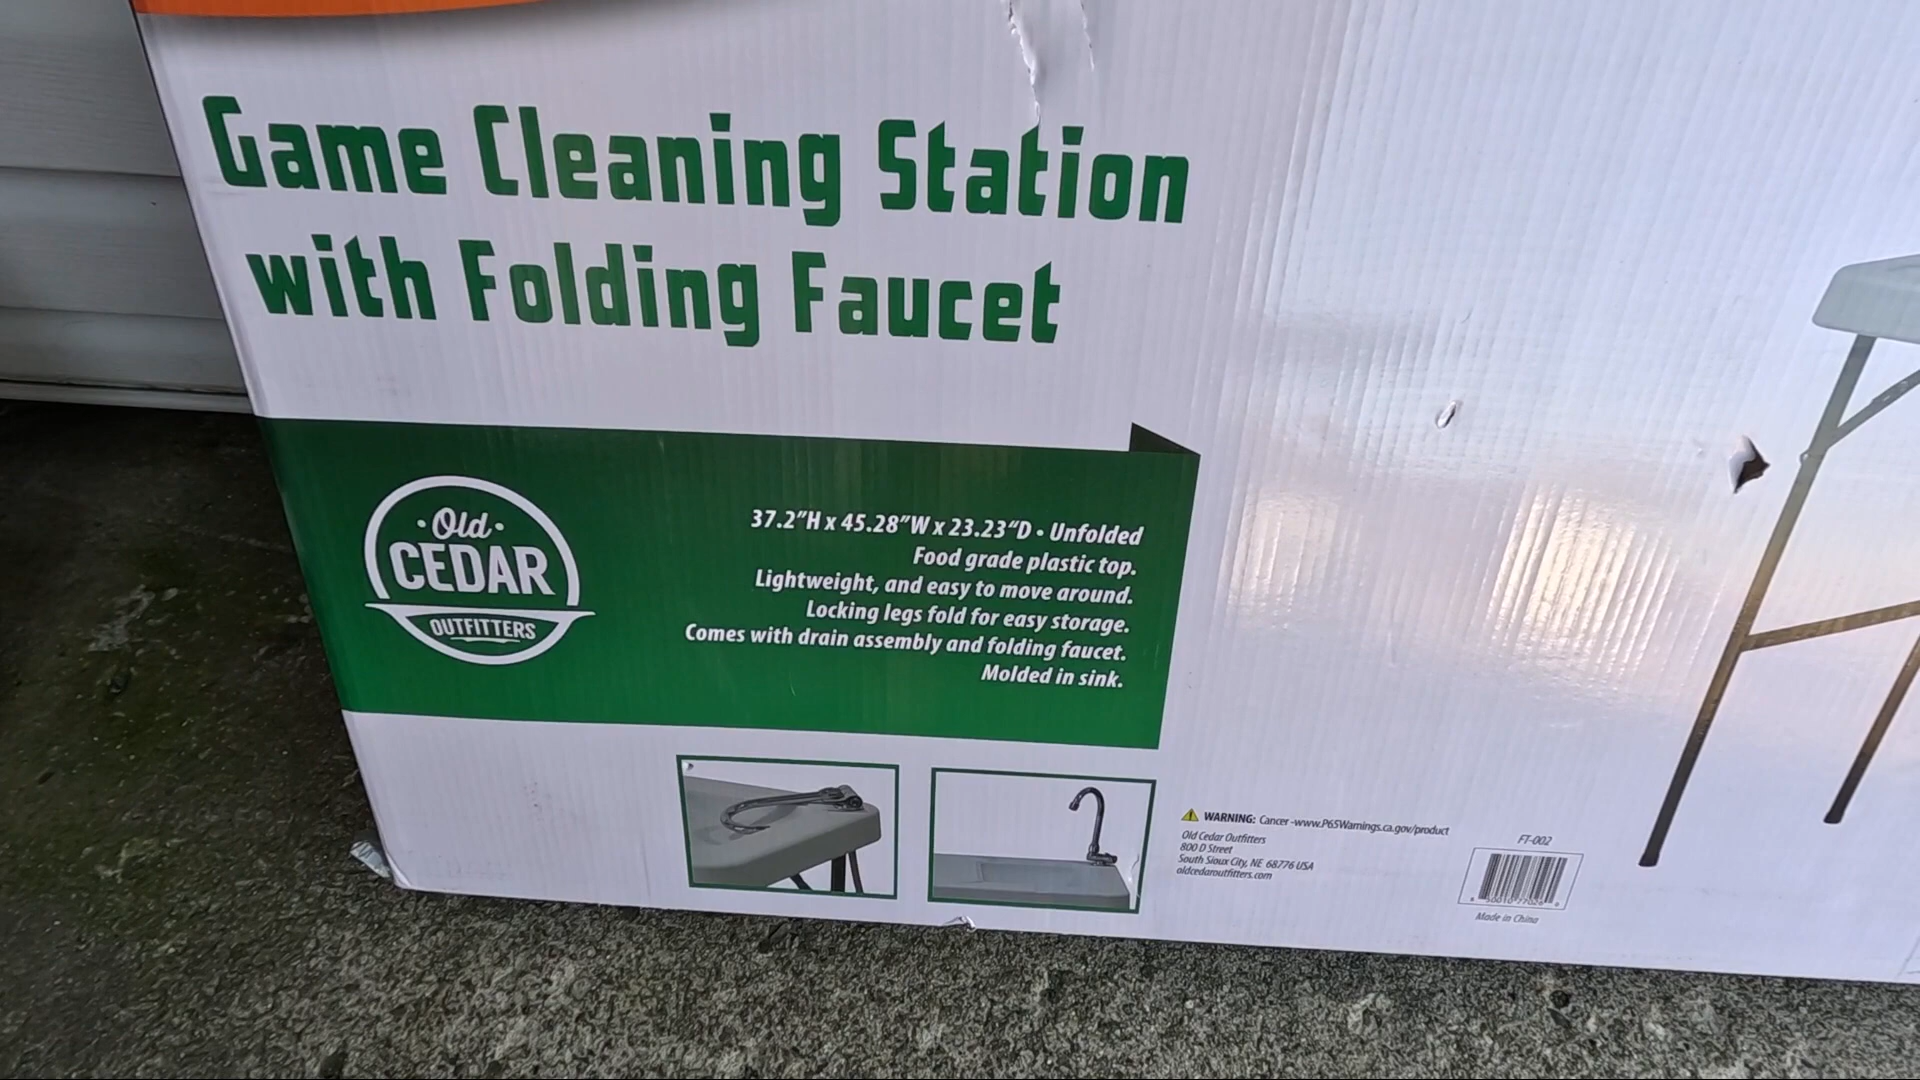 Game Cleaning Station
with Folding Faucet
Old
CEDAR
OUTFITTERS
37.2"H x 45.28"W x 23.23"D • Unfolded
Food grade plastic top.
Lightweight, and easy to move around.
Locking legs fold for easy storage.
Comes with drain assembly and folding faucet.
Molded in sink.
WARNING: Cancer -www.P65Warnings.ca.gov/product
Old Cedar Outfitters
800 D Street
South Sioux City, NE 68776 USA
oldcedaroutfitters.com
FT-002
Made in China